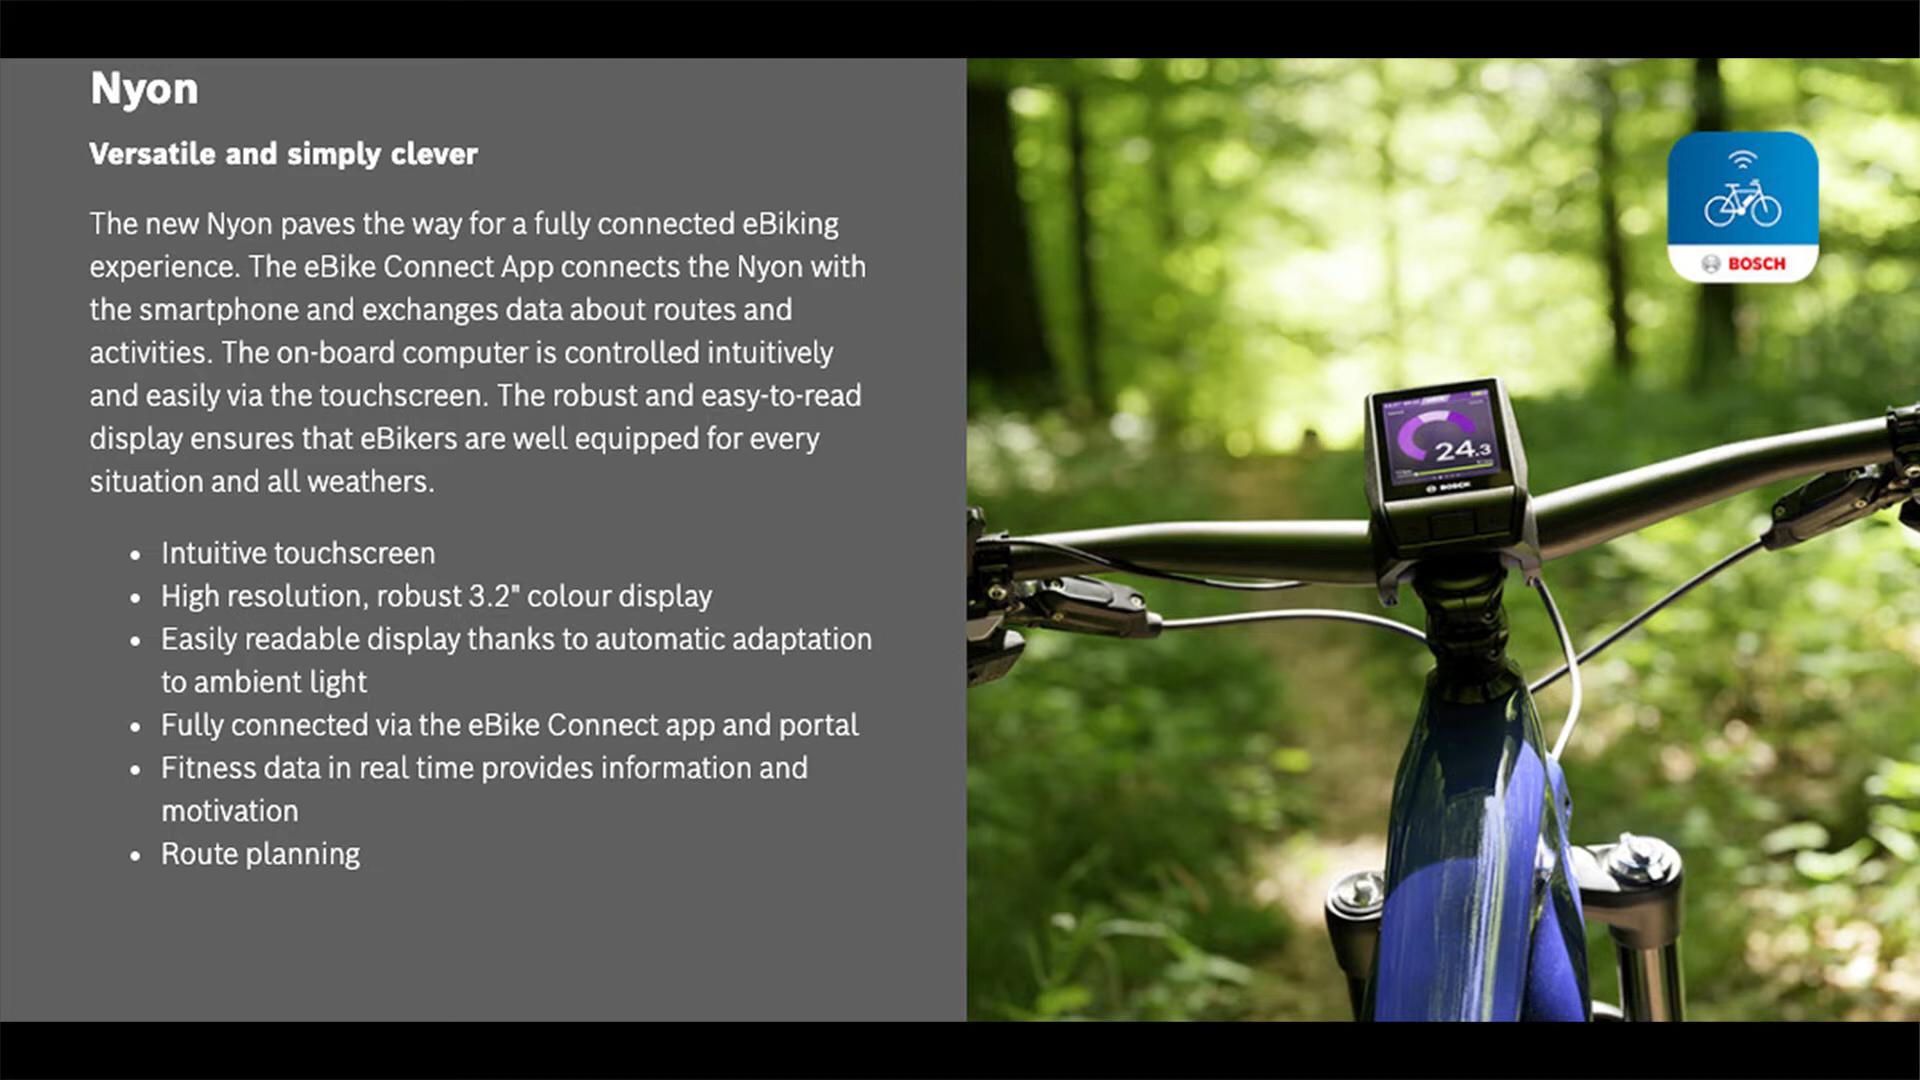 Nyon
Versatile and simply clever
The new Nyon paves the way for a fully connected eBiking
experience. The eBike Connect App connects the Nyon with
the smartphone and exchanges data about routes and
activities. The on-board computer is controlled intuitively
and easily via the touchscreen. The robust and easy-to-read
display ensures that eBikers are well equipped for every
situation and all weathers.
• Intuitive touchscreen
• High resolution, robust 3.2" colour display
• Easily readable display thanks to automatic adaptation
to ambient light
• Fully connected via the eBike Connect app and portal
• Fitness data in real time provides information and
motivation
• Route planning
BOSCH
24.3
BOSCH